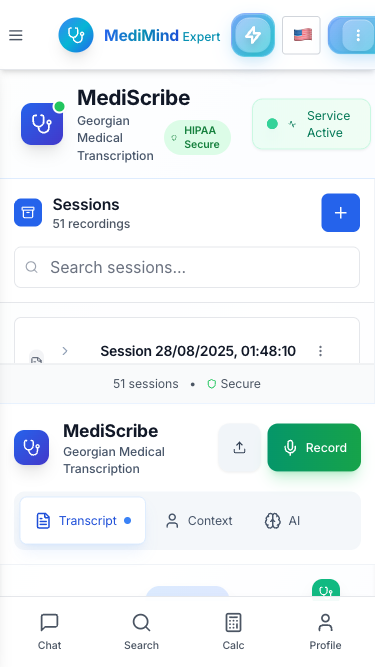 MediMind Expert
MediScribe
Georgian
Medical
Transcription
HIPAA
Secure
Service
Active
Sessions
51 recordings
Search sessions...
Session 28/08/2025, 01:48:10
51 sessions • Secure
MediScribe
Georgian Medical
Transcription
Record
Transcript
Context
AI
Chat
Search
Calc
Profile